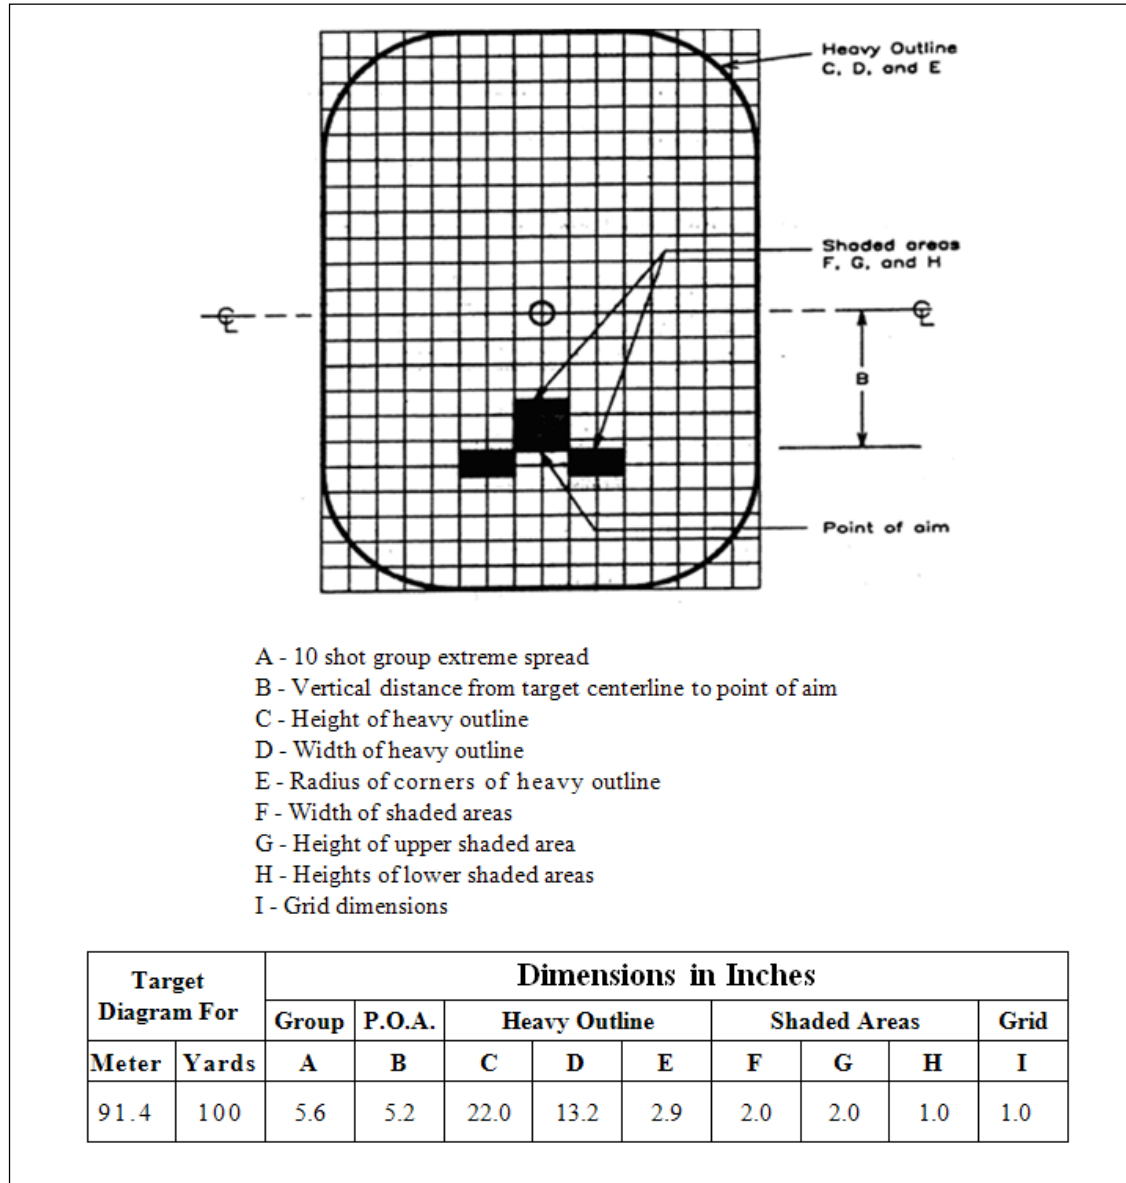 Heavy Outline
C, D, and E
Shaded areas
F, G, and H
℄ ℄
B
Point of aim
A - 10 shot group extreme spread
B - Vertical distance from target centerline to point of aim
C - Height of heavy outline
D - Width of heavy outline
E - Radius of corners of heavy outline
F - Width of shaded areas
G - Height of upper shaded area
H - Heights of lower shaded areas
I - Grid dimensions
Target Diagram For Dimensions in Inches
Group P.O.A. Heavy Outline Shaded Areas Grid
Meter Yards A B C D E F G H I
91.4 100 5.6 5.2 22.0 13.2 2.9 2.0 2.0 1.0 1.0